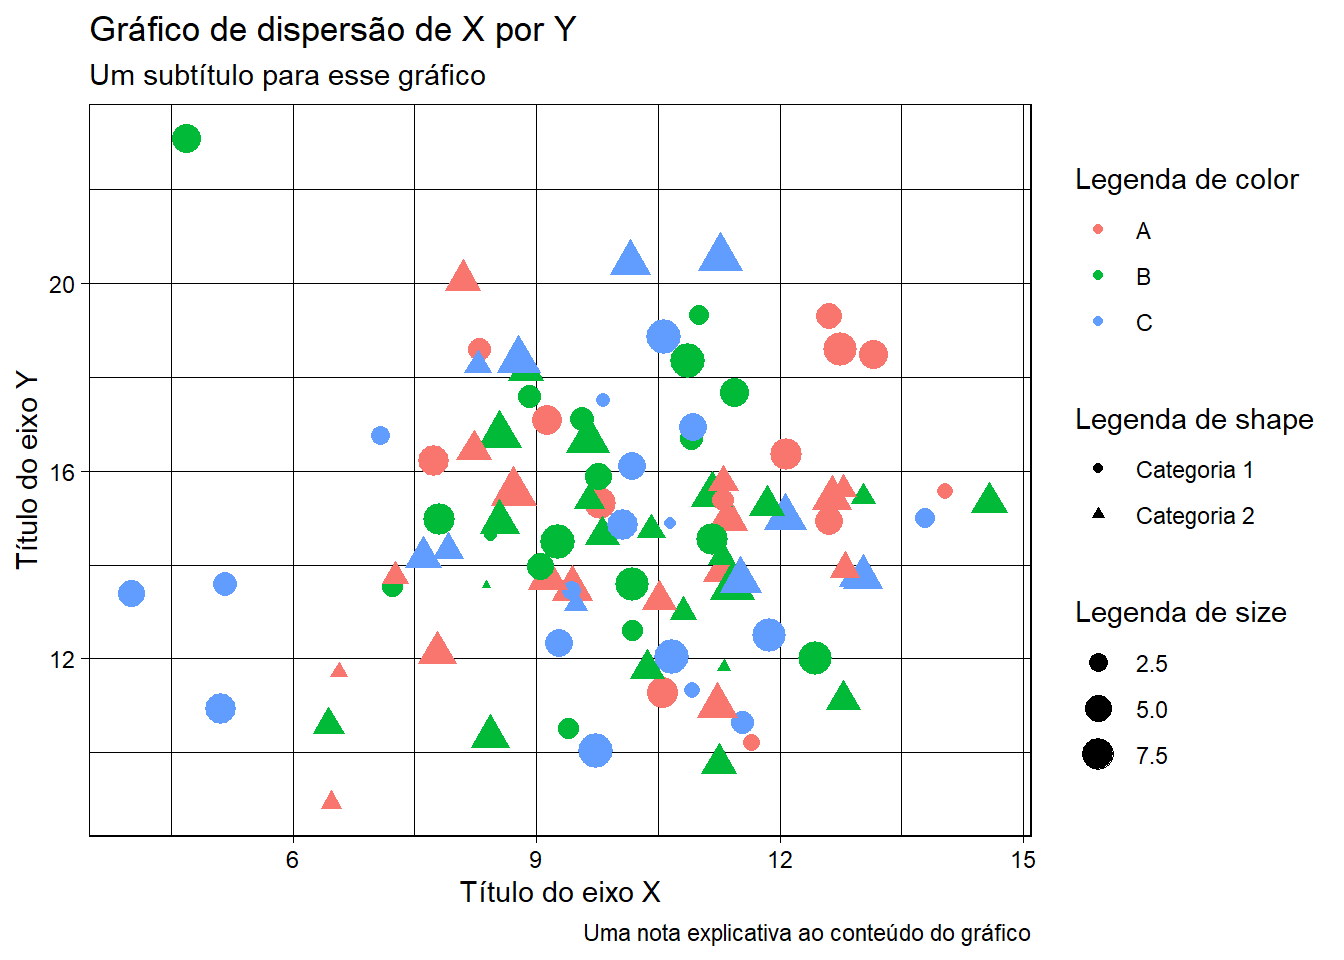 Gráfico de dispersão de X por Y
Um subtítulo para esse gráfico
Título do eixo Y
20
16
12
6
9
12
15
Título do eixo X
Uma nota explicativa ao conteúdo do gráfico
Legenda de color
A
B
C
Legenda de shape
Categoria 1
Categoria 2
Legenda de size
2.5
5.0
7.5